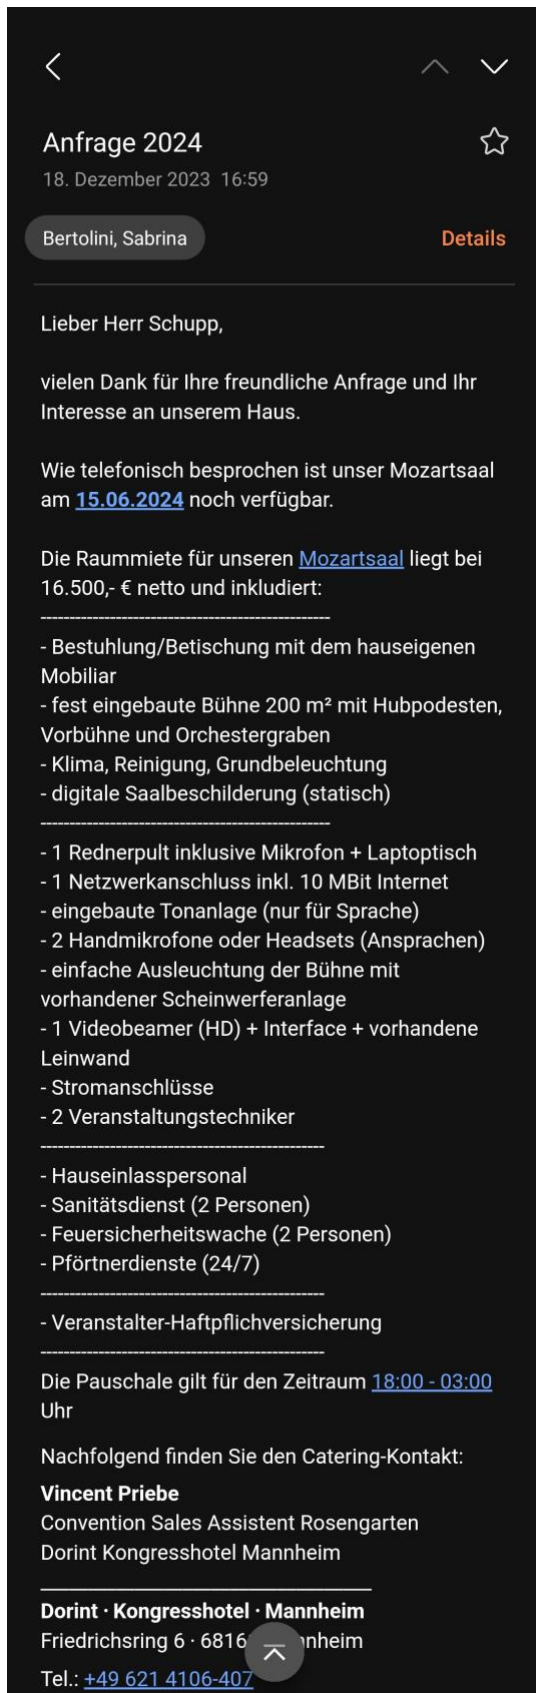 Anfrage 2024
18. Dezember 2023 16:59
Bertolini, Sabrina
Details
Lieber Herr Schupp,
vielen Dank für Ihre freundliche Anfrage und Ihr
Interesse an unserem Haus.
Wie telefonisch besprochen ist unser Mozartsaal
am 15.06.2024 noch verfügbar.
Die Raummiete für unseren Mozartsaal liegt bei
16.500,- € netto und inkludiert:
--------------------------------------------------
- Bestuhlung/Betischung mit dem hauseigenen
Mobiliar
- fest eingebaute Bühne 200 m² mit Hubpodesten,
Vorbühne und Orchestergraben
- Klima, Reinigung, Grundbeleuchtung
- digitale Saalbeschilderung (statisch)
--------------------------------------------------
- 1 Rednerpult inklusive Mikrofon + Laptoptisch
- 1 Netzwerkanschluss inkl. 10 MBit Internet
- eingebaute Tonanlage (nur für Sprache)
- 2 Handmikrofone oder Headsets (Ansprachen)
- einfache Ausleuchtung der Bühne mit
vorhandener Scheinwerferanlage
- 1 Videobeamer (HD) + Interface + vorhandene
Leinwand
- Stromanschlüsse
- 2 Veranstaltungstechniker
-------------------------------------------------
- Hauseinlasspersonal
- Sanitätsdienst (2 Personen)
- Feuersicherheitswache (2 Personen)
- Pförtnerdienste (24/7)
-------------------------------------------------
- Veranstalter-Haftpflichversicherung
-------------------------------------------------
Die Pauschale gilt für den Zeitraum 18:00 - 03:00
Uhr
Nachfolgend finden Sie den Catering-Kontakt:
Vincent Priebe
Convention Sales Assistent Rosengarten
Dorint Kongresshotel Mannheim
Dorint · Kongresshotel · Mannheim
Friedrichsring 6 ·
Tel.: +49 621 4106-407